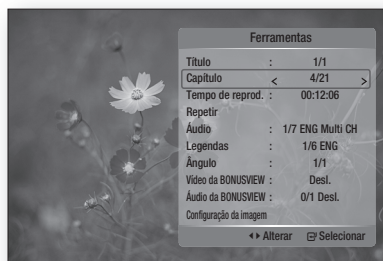 Ferramentas
Título : 1/1
Capítulo < 4/21 >
Tempo de reprod. : 00:12:06
Repetir
Áudio : 1/7 ENG Multi CH
Legendas : 1/6 ENG
Ângulo : 1/1
Vídeo da BONUSVIEW : Desl.
Áudio da BONUSVIEW : 0/1 Desl.
Configuração da imagem
Alterar Selecionar